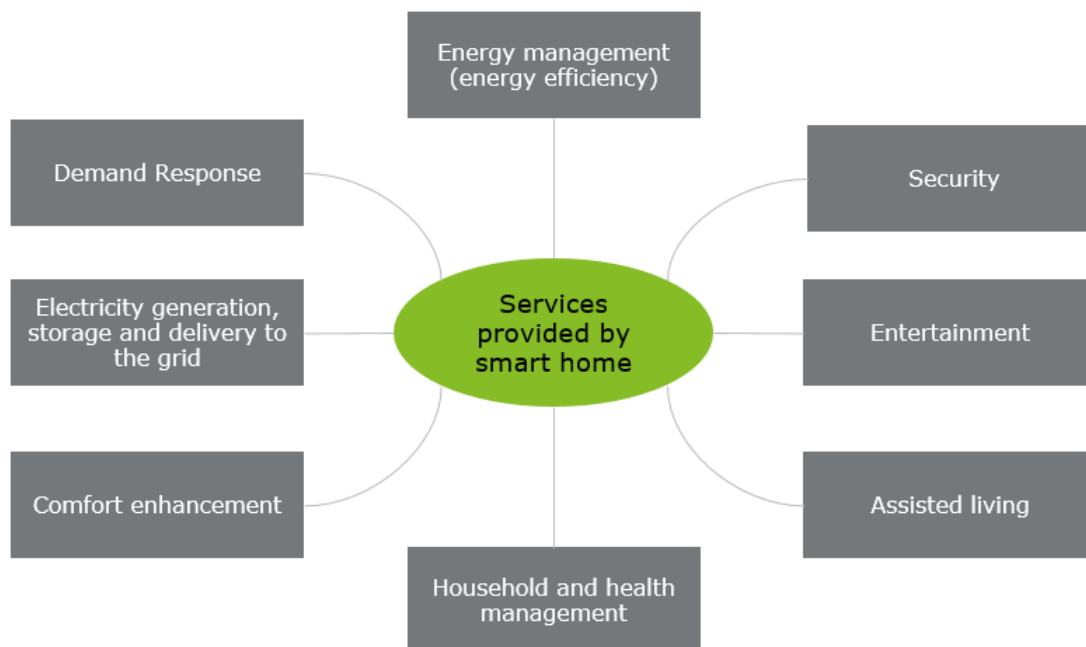 Energy management
(energy efficiency)
Demand Response
Security
Electricity generation,
storage and delivery to
the grid
Services
provided by
smart home
Entertainment
Comfort enhancement
Assisted living
Household and health
management